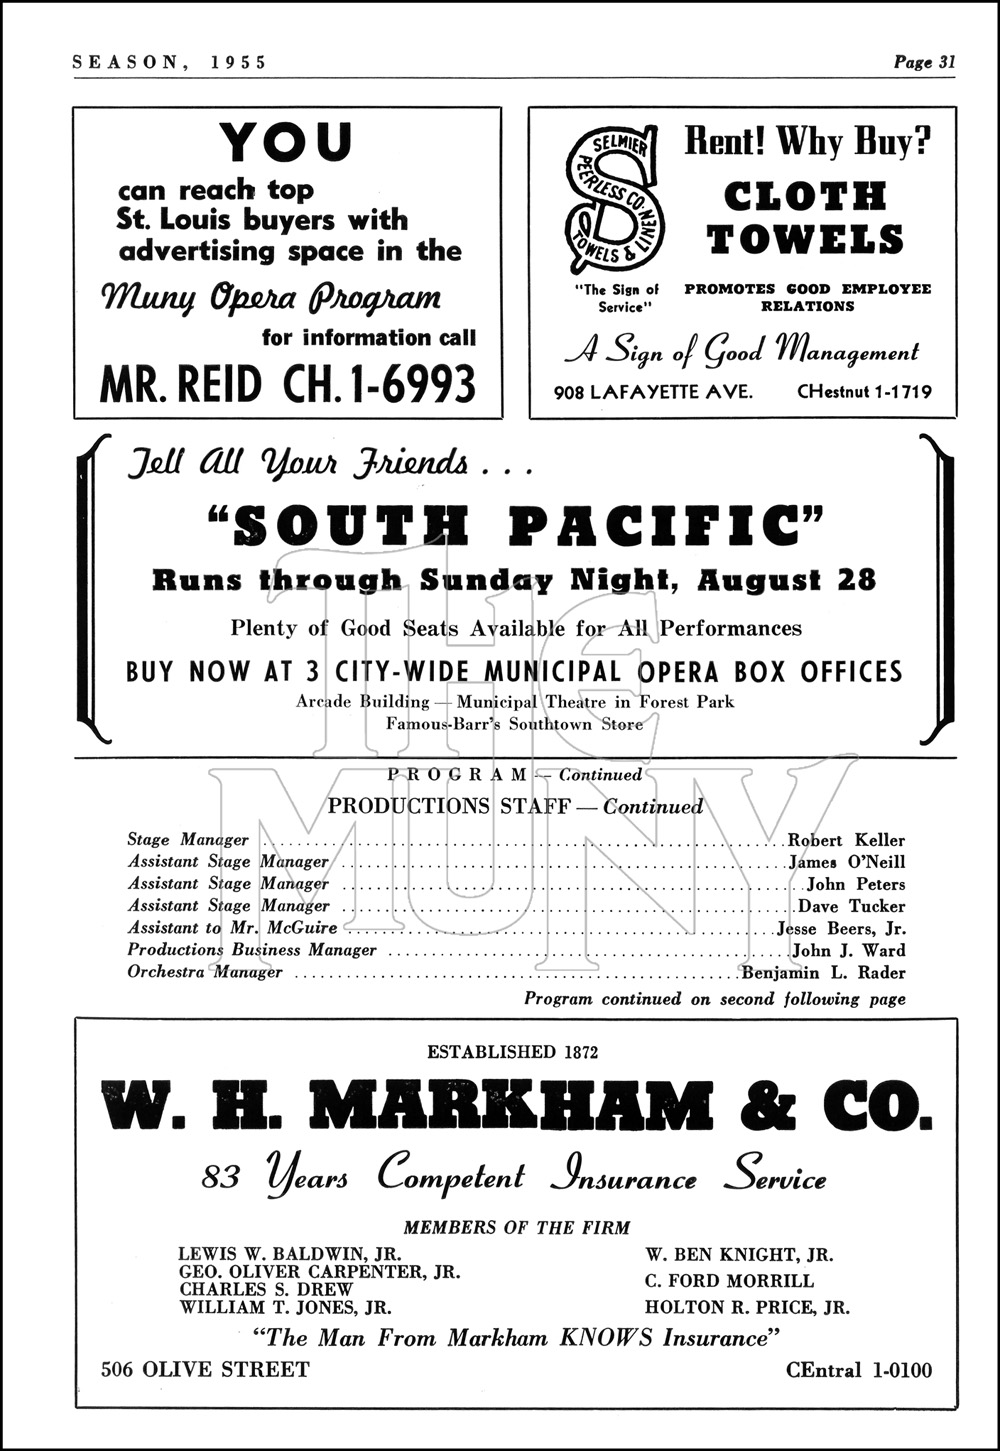 SEASON, 1955 Page 31
YOU
can reach top
St. Louis buyers with
advertising space in the
Muny Opera Program
for information call
MR. REID CH. 1-6993
SELMIER
PEERLESS CO.
TOWELS & LINEN
"The Sign of
Service"
Rent! Why Buy?
CLOTH
TOWELS
PROMOTES GOOD EMPLOYEE
RELATIONS
A Sign of Good Management
908 LAFAYETTE AVE. CHestnut 1-1719
Tell All Your Friends . . .
“SOUTH PACIFIC”
Runs through Sunday Night, August 28
Plenty of Good Seats Available for All Performances
BUY NOW AT 3 CITY-WIDE MUNICIPAL OPERA BOX OFFICES
Arcade Building — Municipal Theatre in Forest Park
Famous-Barr's Southtown Store
THE
MUNY
PROGRAM — Continued
PRODUCTIONS STAFF — Continued
Stage Manager ........ Robert Keller
Assistant Stage Manager ........ James O'Neill
Assistant Stage Manager ........ John Peters
Assistant Stage Manager ........ Dave Tucker
Assistant to Mr. McGuire ........ Jesse Beers, Jr.
Productions Business Manager ........ John J. Ward
Orchestra Manager ........ Benjamin L. Rader
Program continued on second following page
ESTABLISHED 1872
W. H. MARKHAM & CO.
83 Years Competent Insurance Service
MEMBERS OF THE FIRM
LEWIS W. BALDWIN, JR.
GEO. OLIVER CARPENTER, JR.
CHARLES S. DREW
WILLIAM T. JONES, JR.
W. BEN KNIGHT, JR.
C. FORD MORRILL
HOLTON R. PRICE, JR.
“The Man From Markham KNOWS Insurance”
506 OLIVE STREET CEntral 1-0100